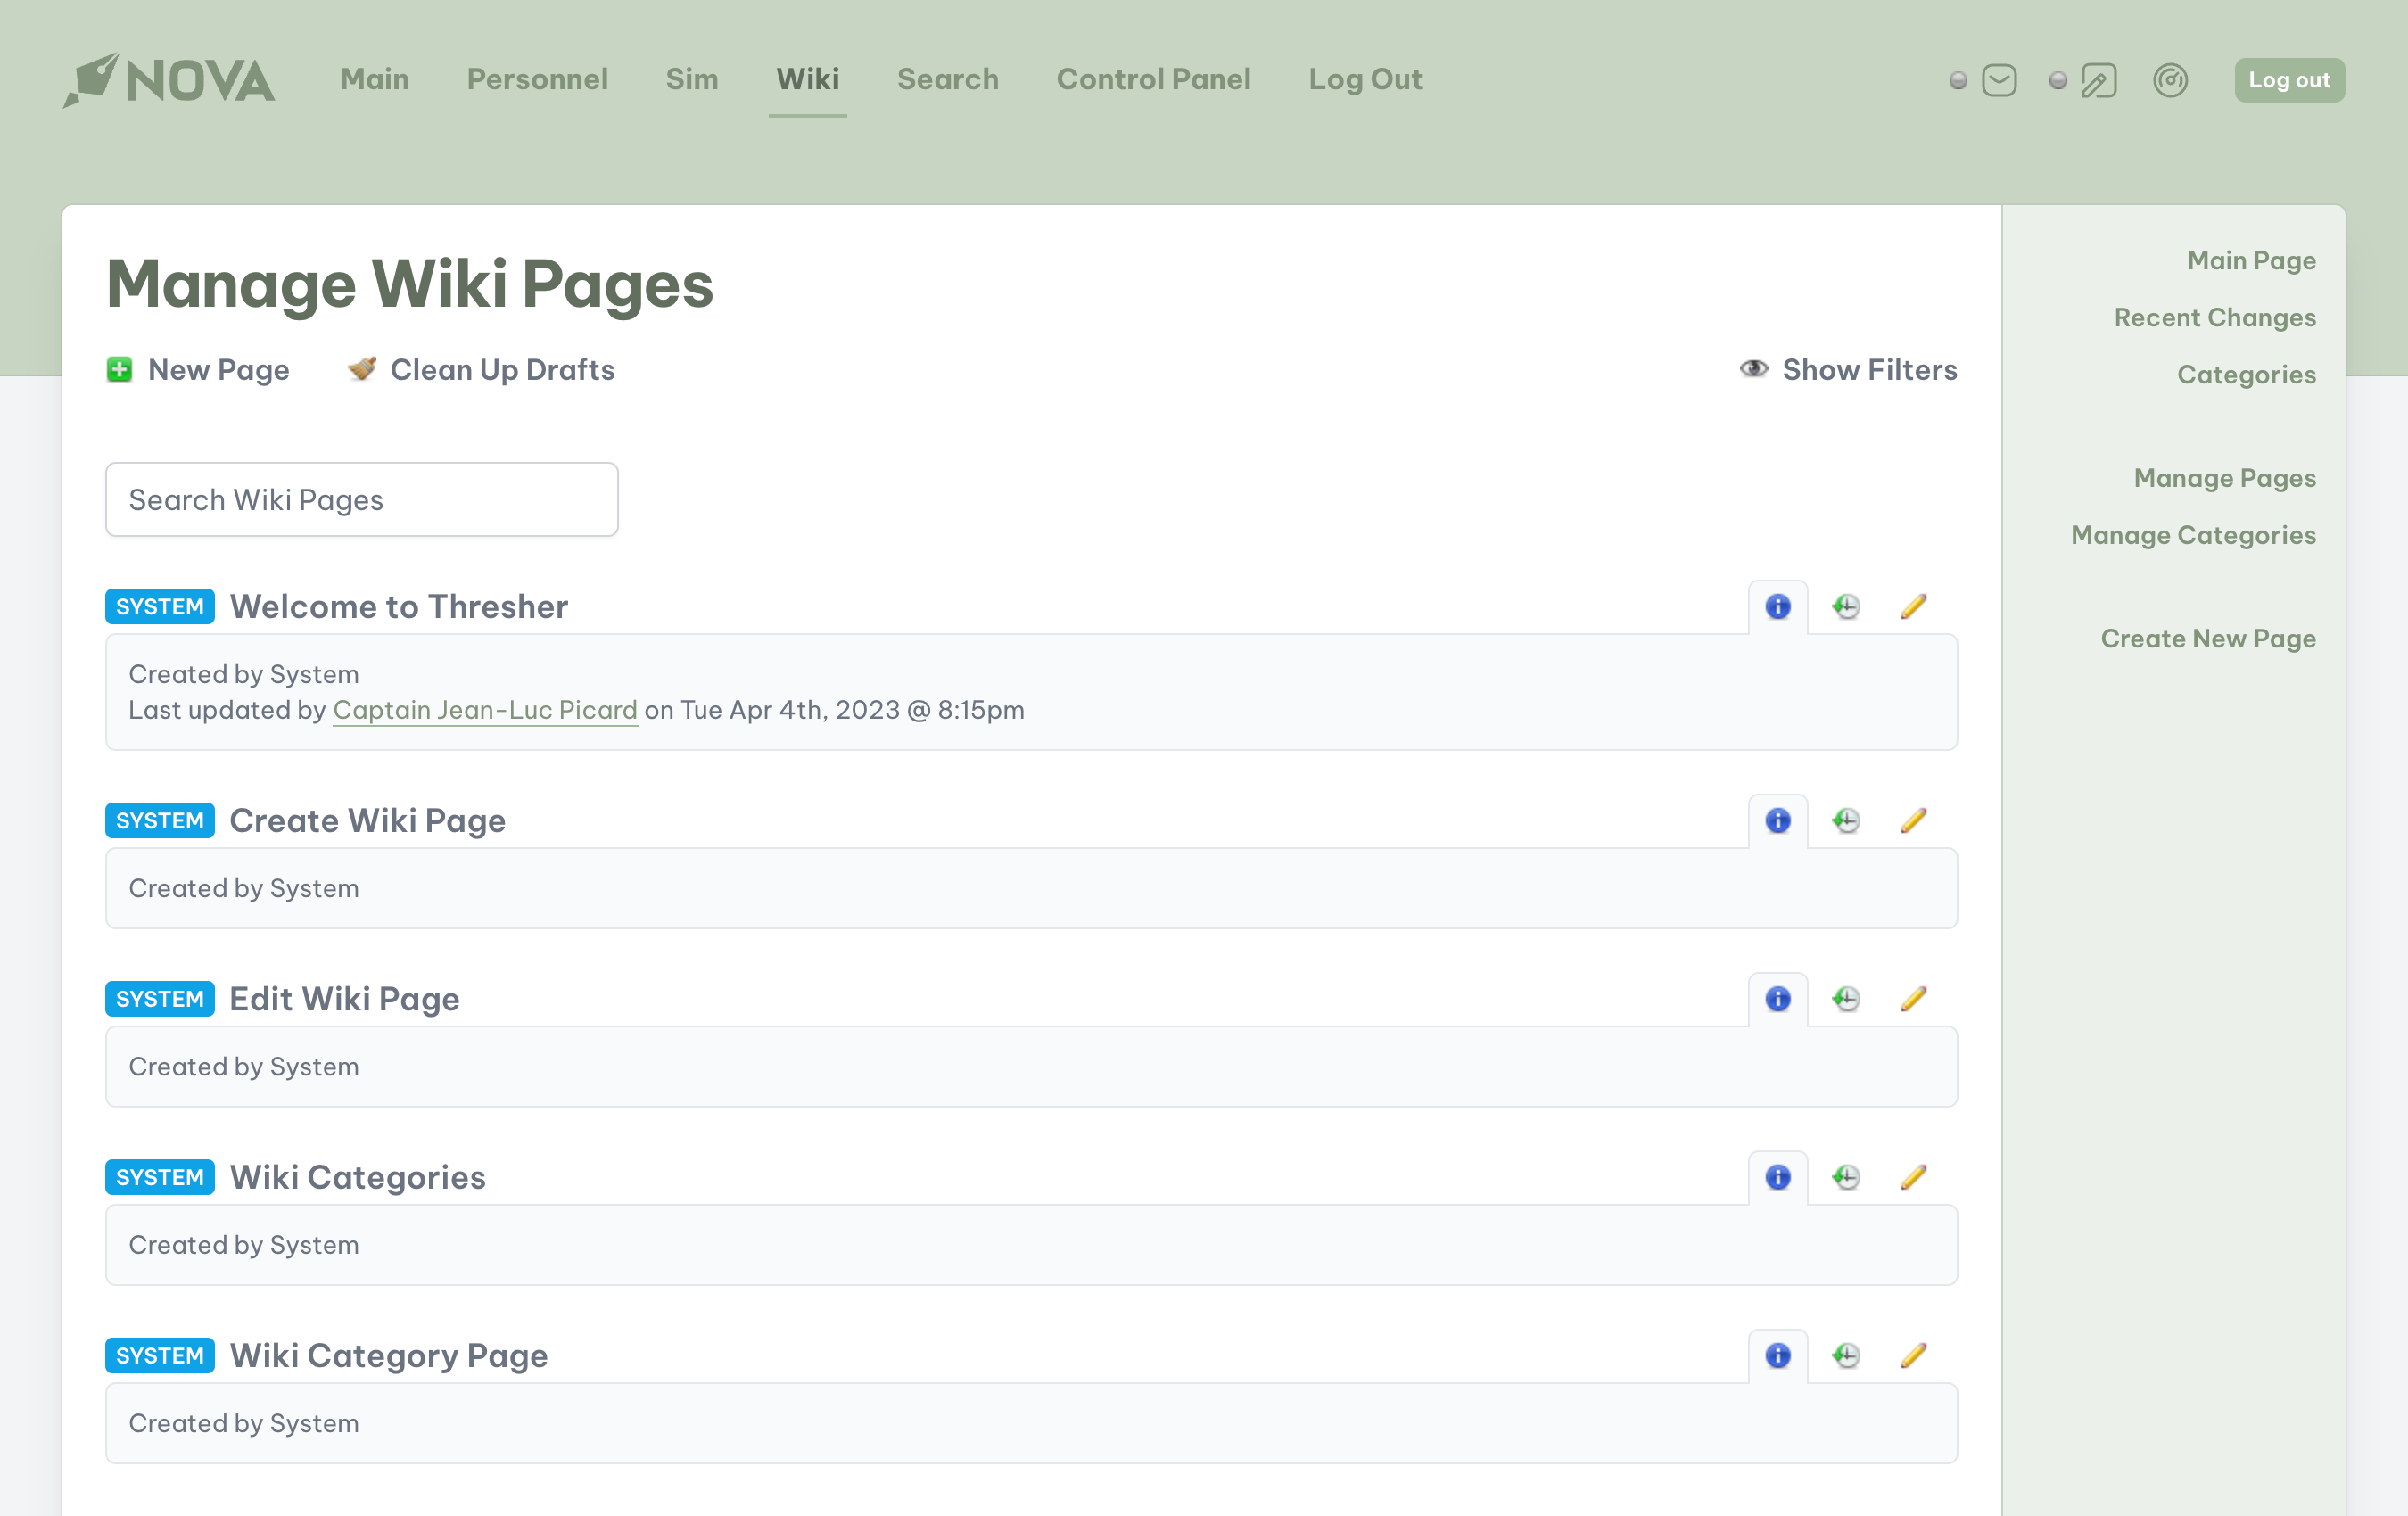 NOVA Main Personnel Sim Wiki Search Control Panel Log Out Log out
Manage Wiki Pages
New Page Clean Up Drafts Show Filters
Search Wiki Pages
SYSTEM Welcome to Thresher
Created by System
Last updated by Captain Jean-Luc Picard on Tue Apr 4th, 2023 @ 8:15pm
SYSTEM Create Wiki Page
Created by System
SYSTEM Edit Wiki Page
Created by System
SYSTEM Wiki Categories
Created by System
SYSTEM Wiki Category Page
Created by System
Main Page
Recent Changes
Categories
Manage Pages
Manage Categories
Create New Page